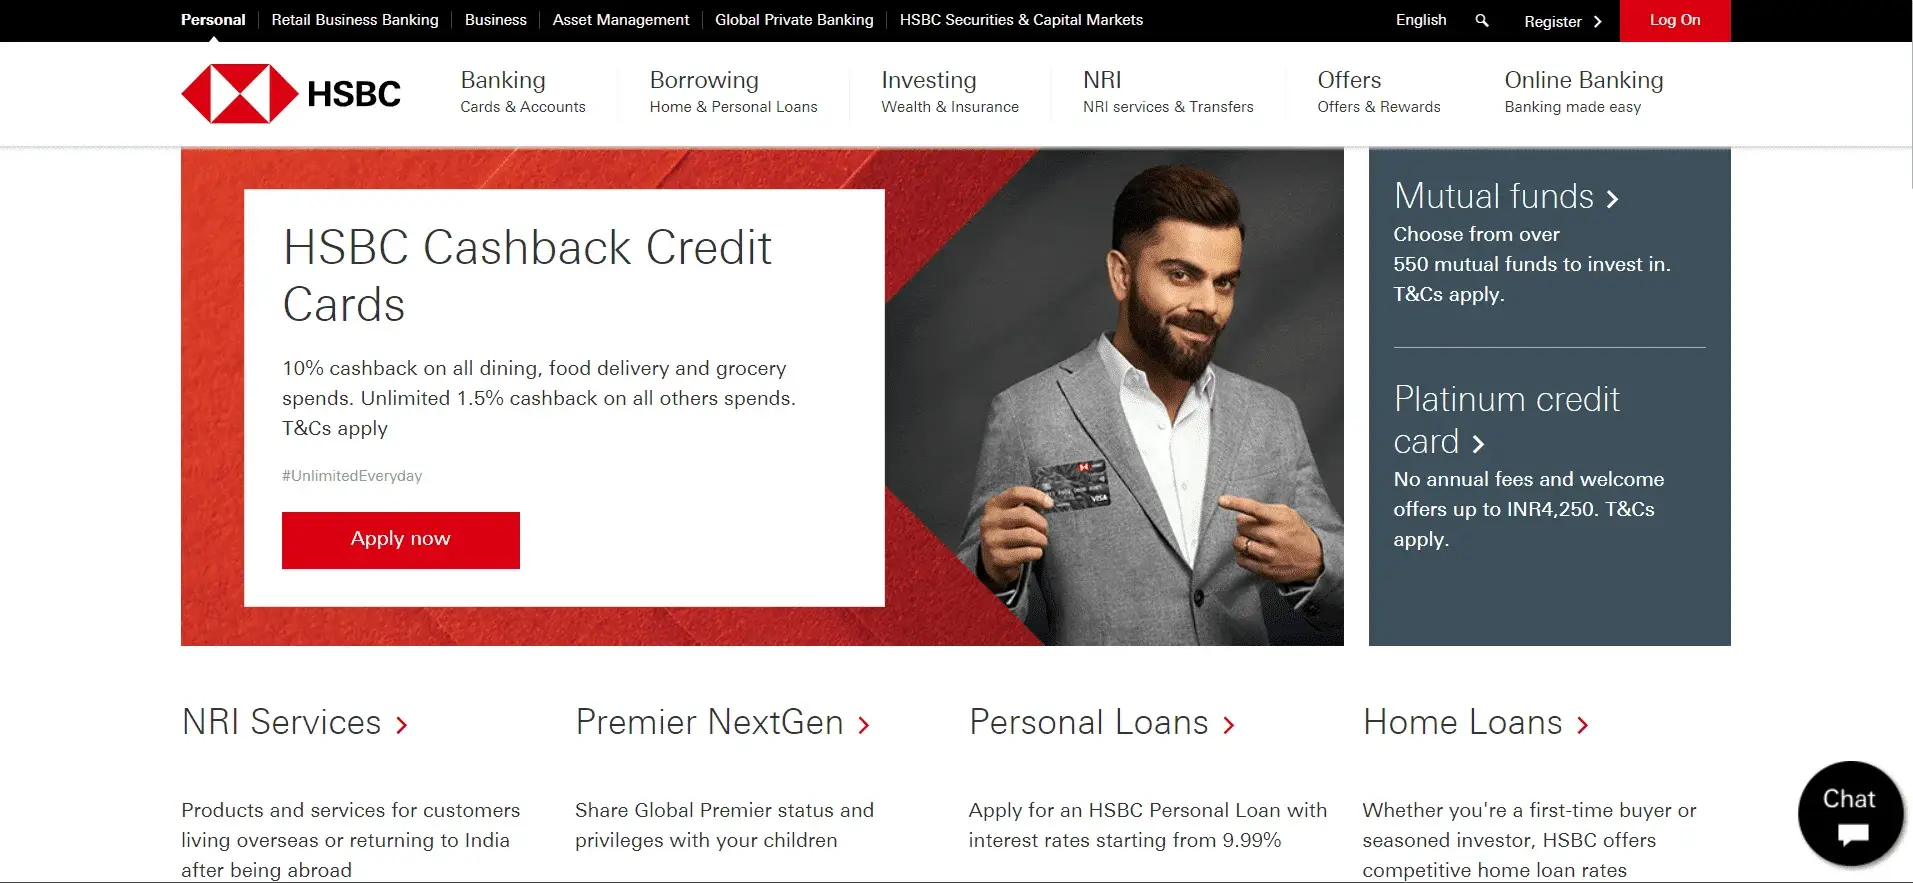 Personal
Retail Business Banking
Business
Asset Management
Global Private Banking
HSBC Securities & Capital Markets
English
Register
Log On
HSBC
Banking
Cards & Accounts
Borrowing
Home & Personal Loans
Investing
Wealth & Insurance
NRI
NRI services & Transfers
Offers
Offers & Rewards
Online Banking
Banking made easy
HSBC Cashback Credit
Cards
10% cashback on all dining, food delivery and grocery
spends. Unlimited 1.5% cashback on all others spends.
T&Cs apply
#UnlimitedEveryday
Apply now
VISA
Mutual funds
Choose from over
550 mutual funds to invest in.
T&Cs apply.
Platinum credit
card
No annual fees and welcome
offers up to INR4,250. T&Cs
apply.
NRI Services
Products and services for customers
living overseas or returning to India
after being abroad
Premier NextGen
Share Global Premier status and
privileges with your children
Personal Loans
Apply for an HSBC Personal Loan with
interest rates starting from 9.99%
Home Loans
Whether you're a first-time buyer or
seasoned investor, HSBC offers
competitive home loan rates
Chat